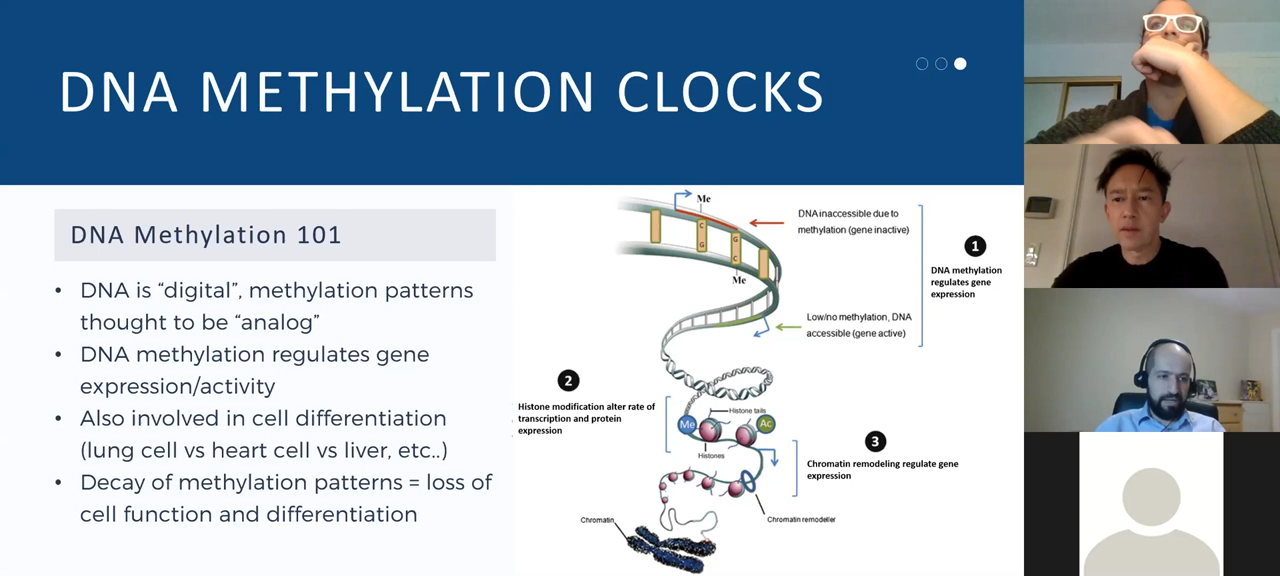 DNA METHYLATION CLOCKS
DNA Methylation 101
• DNA is “digital”, methylation patterns
thought to be “analog”
• DNA methylation regulates gene
expression/activity
• Also involved in cell differentiation
(lung cell vs heart cell vs liver, etc..)
• Decay of methylation patterns = loss of
cell function and differentiation
Me
C
G
G
C
Me
DNA inaccessible due to
methylation (gene inactive)
1
DNA methylation
regulates gene
expression
Low/no methylation, DNA
accessible (gene active)
2
Histone modification alter rate of
transcription and protein
expression
Me
Histone tails
Ac
Histones
3
Chromatin remodeling regulate gene
expression
Chromatin
Chromatin remodeller